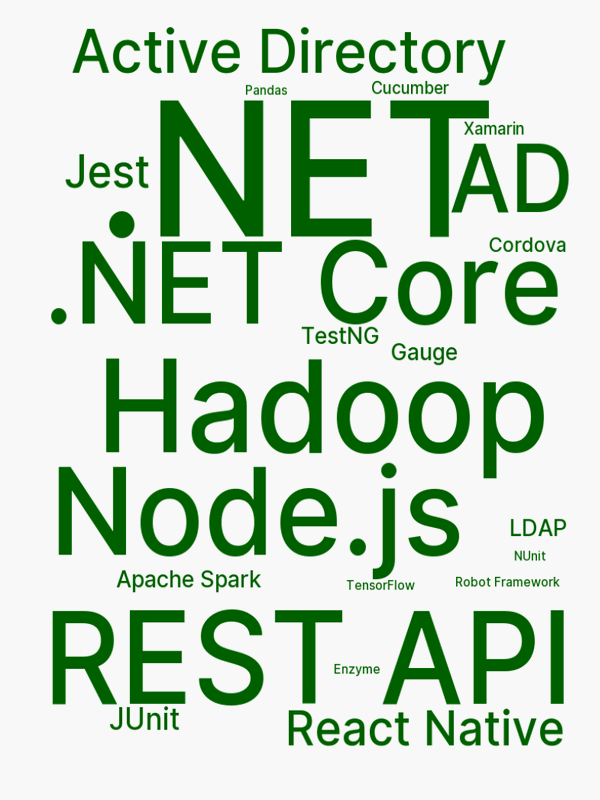 Active Directory
Pandas
Cucumber
.NET
Xamarin
Jest
AD
.NET Core
Cordova
TestNG
Gauge
Hadoop
Node.js
LDAP
NUnit
Apache Spark
TensorFlow
Robot Framework
REST API
Enzyme
JUnit
React Native